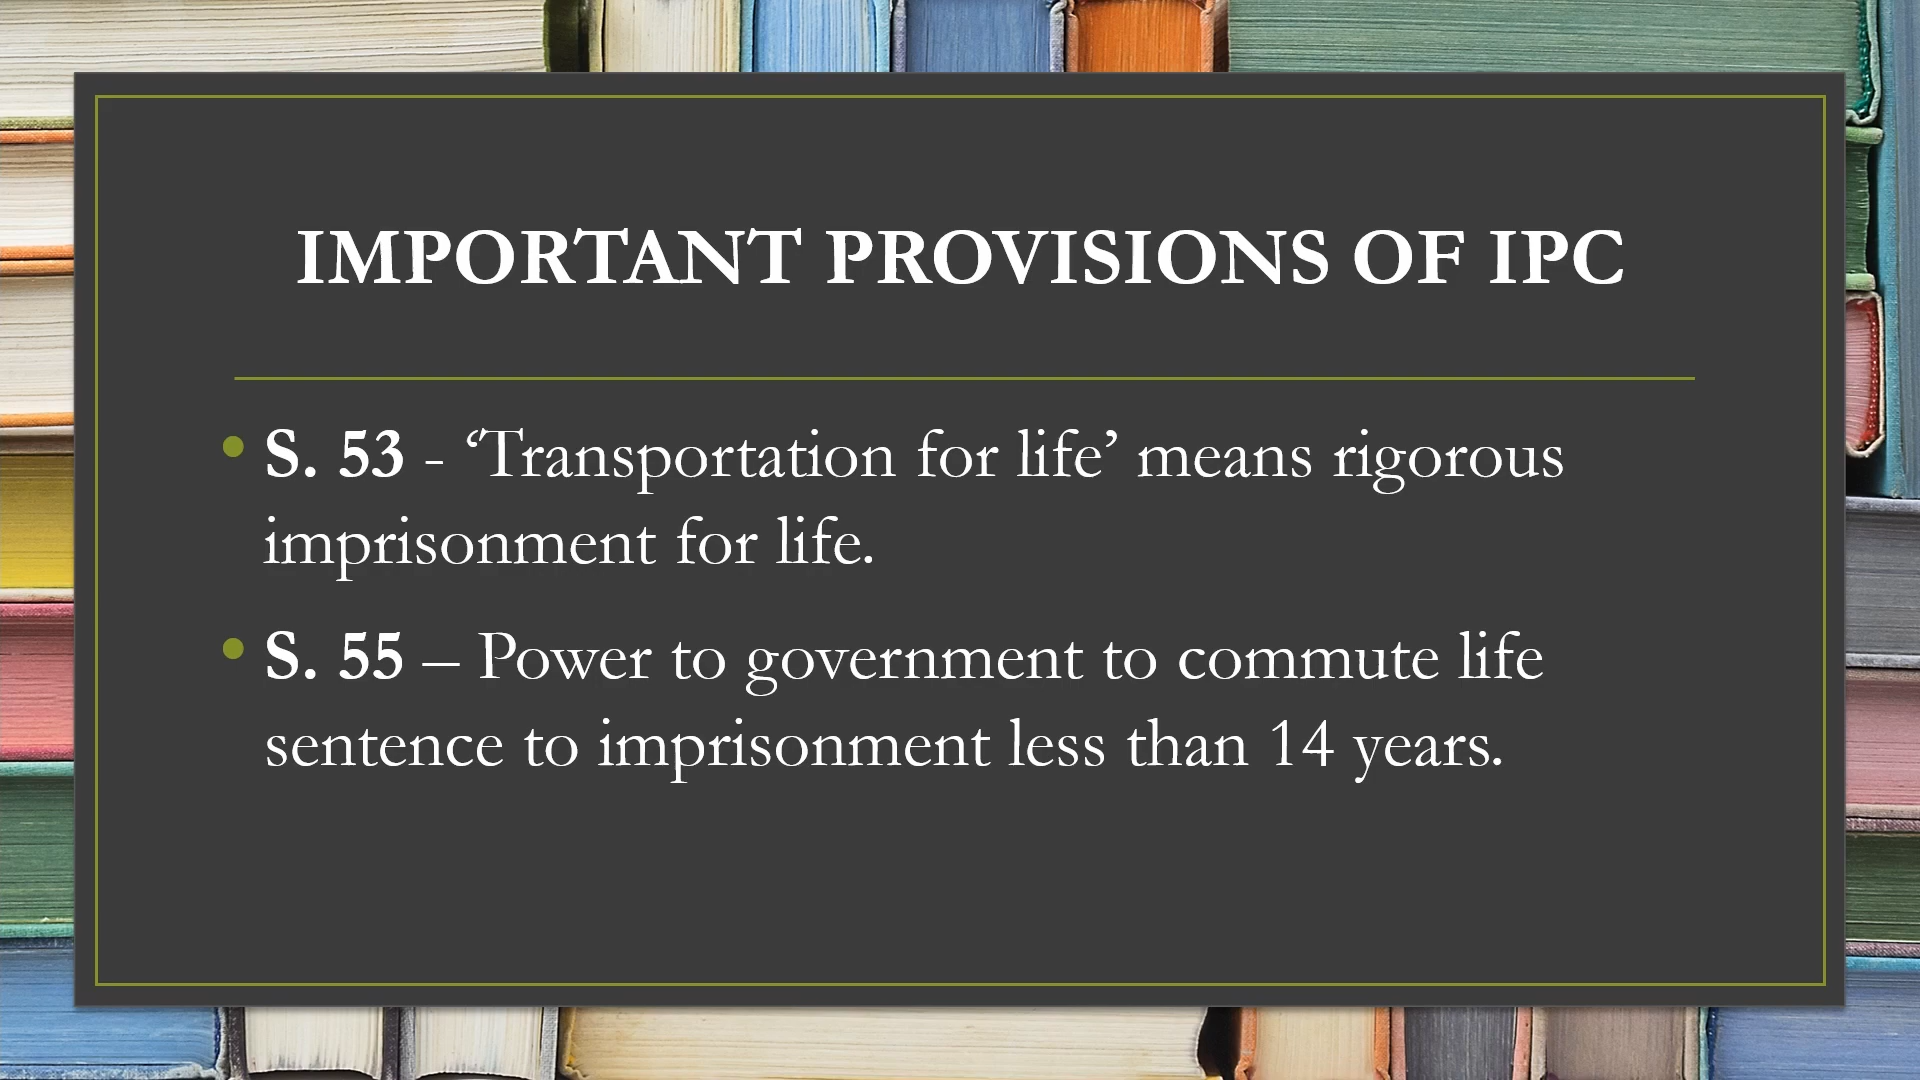 IMPORTANT PROVISIONS OF IPC
• S. 53 - ‘Transportation for life’ means rigorous
imprisonment for life.
• S. 55 – Power to government to commute life
sentence to imprisonment less than 14 years.